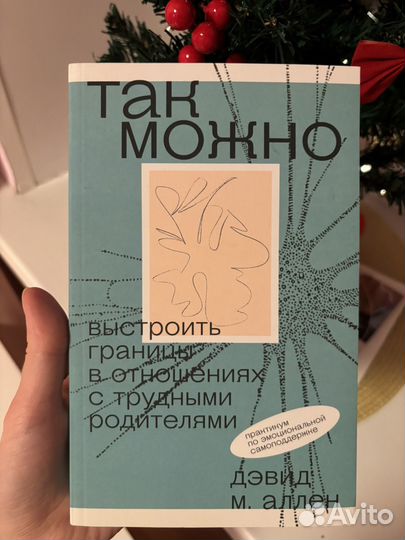 так
можно
выстроить
границы
в отношениях
с трудными
родителями
практикум
по эмоциональной
самоподдержке
дэвид
м. аллен
Avito